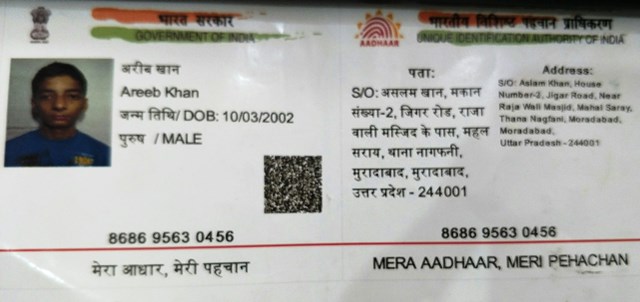 भारत सरकार
GOVERNMENT OF INDIA
अरीब खान
Areeb Khan
जन्म तिथि/ DOB: 10/03/2002
पुरुष / MALE
8686 9563 0456
मेरा आधार, मेरी पहचान
भारतीय विशिष्ट पहचान प्राधिकरण
UNIQUE IDENTIFICATION AUTHORITY OF INDIA
AADHAAR
पता:
S/O: असलम खान, मकान
संख्या-2, जिगर रोड, राजा
वाली मस्जिद के पास, महल
सराय, थाना नागफनी,
मुरादाबाद, मुरादाबाद,
उत्तर प्रदेश - 244001
Address:
S/O: Aslam Khan, House
Number-2, Jigar Road, Near
Raja Wali Masjid, Mahal Saray,
Thana Nagfani, Moradabad,
Moradabad,
Uttar Pradesh - 244001
8686 9563 0456
MERA AADHAAR, MERI PEHACHAN